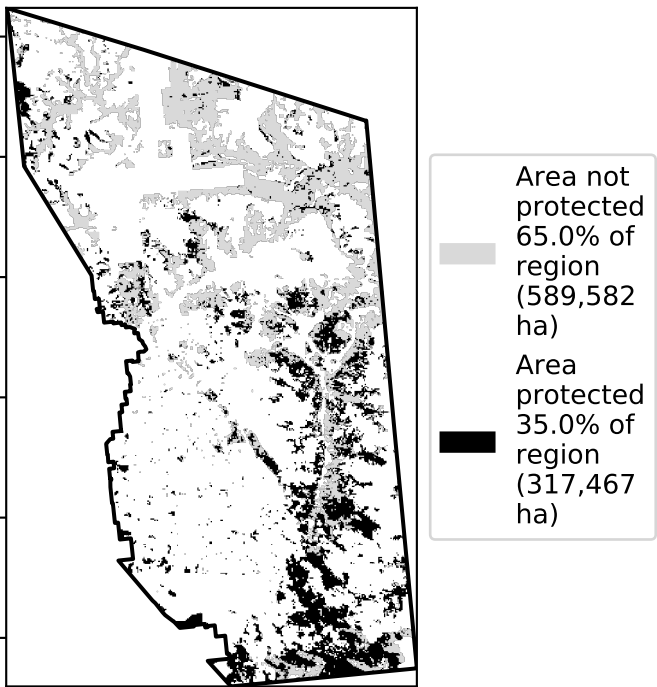 Area not
protected
65.0% of
region
(589,582
ha)
Area
protected
35.0% of
region
(317,467
ha)